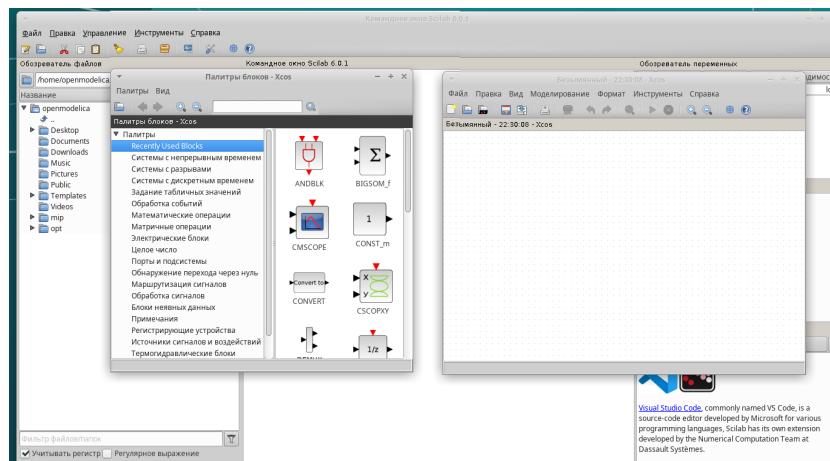 Командное окно Scilab 6.0.1
Файл Правка Управление Инструменты Справка
Обозреватель файлов
Командное окно Scilab 6.0.1
Обозреватель переменных
/home/openmodelica
Название
openmodelica
..
Desktop
Documents
Downloads
Music
Pictures
Public
Templates
Videos
mip
opt
Фильтр файлов/папок
Учитывать регистр
Регулярное выражение
Палитры блоков - Xcos
Палитры Вид
Палитры блоков - Xcos
Палитры
Recently Used Blocks
Системы с непрерывным временем
Системы с разрывами
Системы с дискретным временем
Задание табличных значений
Обработка событий
Математические операции
Матричные операции
Электрические блоки
Целое число
Порты и подсистемы
Обнаружение перехода через нуль
Маршрутизация сигналов
Обработка сигналов
Блоки неявных данных
Примечания
Регистрирующие устройства
Источники сигналов и воздействий
Термогидравлические блоки
Σ
ANDBLK
BIGSOM_f
1
CMSCOPE
CONST_m
Convert to
X
Y
CONVERT
CSCOPXY
1/z
Безымянный - 22:30:08 - Xcos
Файл Правка Вид Моделирование Формат Инструменты Справка
Безымянный - 22:30:08 - Xcos
Visual Studio Code, commonly named VS Code, is a
source-code editor developed by Microsoft for various
programming languages, Scilab has its own extension
developed by the Numerical Computation Team at
Dassault Systèmes.